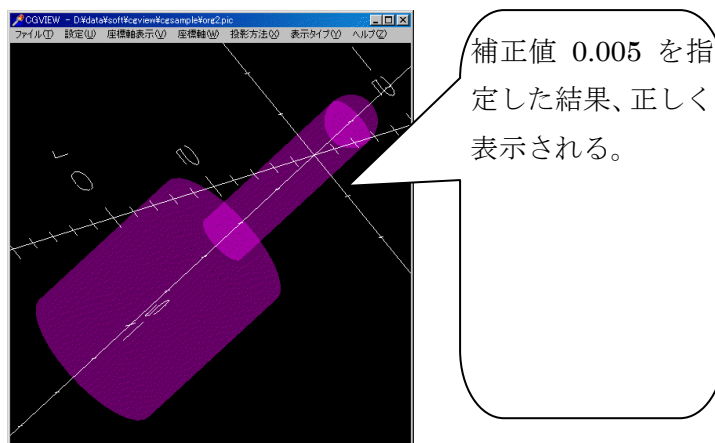 CGVIEW - D:¥data¥soft¥cgview¥cgsample¥org2.pic
ファイル(T) 設定(U) 座標軸表示(V) 座標軸(W) 投影方法(X) 表示タイプ(Y) ヘルプ(Z)
補正値 0.005 を指
定した結果、正しく
表示される。